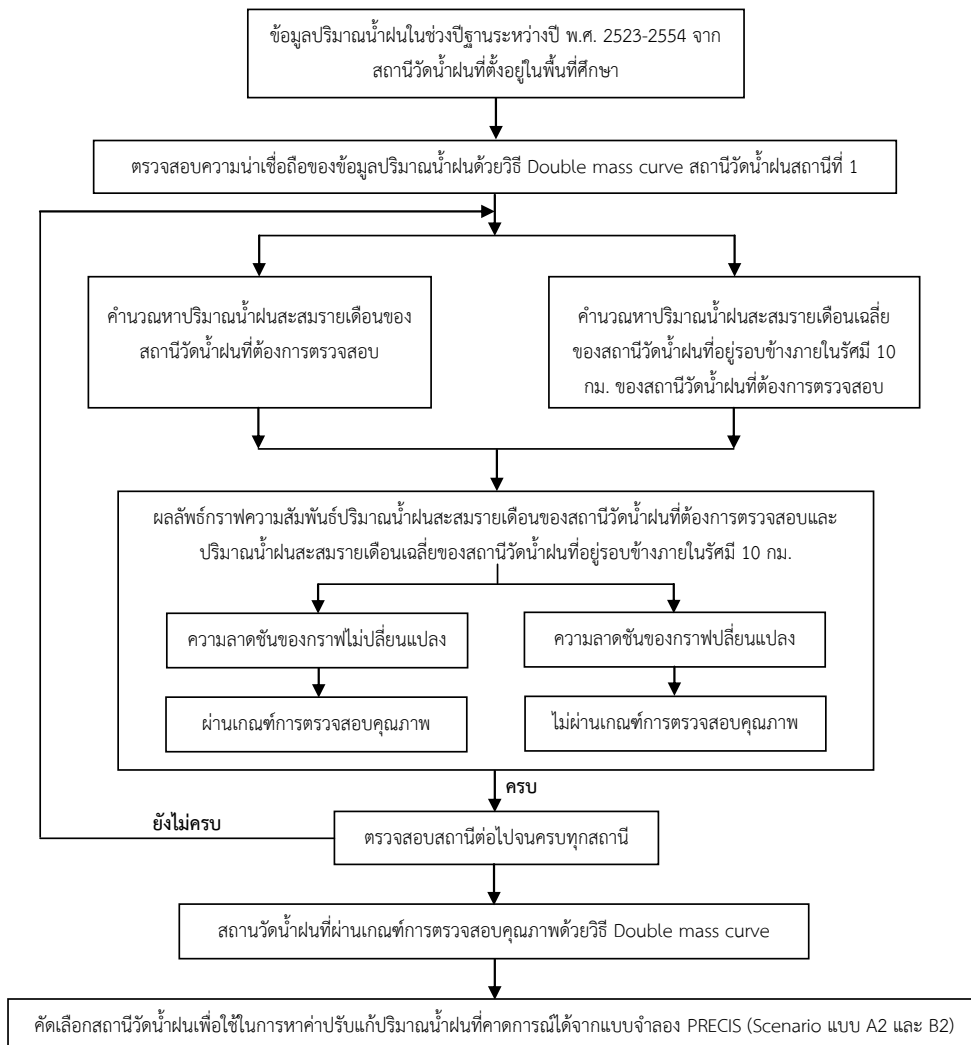 ข้อมูลปริมาณน้ำฝนในช่วงปีฐานระหว่างปี พ.ศ. 2523-2554 จาก
สถานีวัดน้ำฝนที่ตั้งอยู่ในพื้นที่ศึกษา
ตรวจสอบความน่าเชื่อถือของข้อมูลปริมาณน้ำฝนด้วยวิธี Double mass curve สถานีวัดน้ำฝนสถานีที่ 1
คำนวณหาปริมาณน้ำฝนสะสมรายเดือนของ
สถานีวัดน้ำฝนที่ต้องการตรวจสอบ
คำนวณหาปริมาณน้ำฝนสะสมรายเดือนเฉลี่ย
ของสถานีวัดน้ำฝนที่อยู่รอบข้างภายในรัศมี 10
กม. ของสถานีวัดน้ำฝนที่ต้องการตรวจสอบ
ผลลัพธ์กราฟความสัมพันธ์ปริมาณน้ำฝนสะสมรายเดือนของสถานีวัดน้ำฝนที่ต้องการตรวจสอบและ
ปริมาณน้ำฝนสะสมรายเดือนเฉลี่ยของสถานีวัดน้ำฝนที่อยู่รอบข้างภายในรัศมี 10 กม.
ความลาดชันของกราฟไม่ปลี่ยนแปลง
ความลาดชันของกราฟปลี่ยนแปลง
ผ่านเกณฑ์การตรวจสอบคุณภาพ
ไม่ผ่านเกณฑ์การตรวจสอบคุณภาพ
ครบ
ยังไม่ครบ
ตรวจสอบสถานีต่อไปจนครบทุกสถานี
สถานวัดน้ำฝนที่ผ่านเกณฑ์การตรวจสอบคุณภาพด้วยวิธี Double mass curve
คัดเลือกสถานีวัดน้ำฝนเพื่อใช้ในการหาค่าปรับแก้ปริมาณน้ำฝนที่คาดการณ์ได้จากแบบจำลอง PRECIS (Scenario แบบ A2 และ B2)